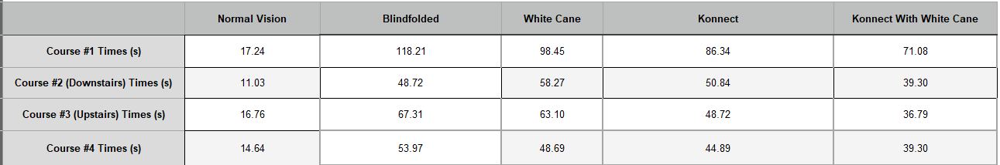 Normal Vision Blindfolded White Cane Konnect Konnect With White Cane
Course #1 Times (s) 17.24 118.21 98.45 86.34 71.08
Course #2 (Downstairs) Times (s) 11.03 48.72 58.27 50.84 39.30
Course #3 (Upstairs) Times (s) 16.76 67.31 63.10 48.72 36.79
Course #4 Times (s) 14.64 53.97 48.69 44.89 39.30